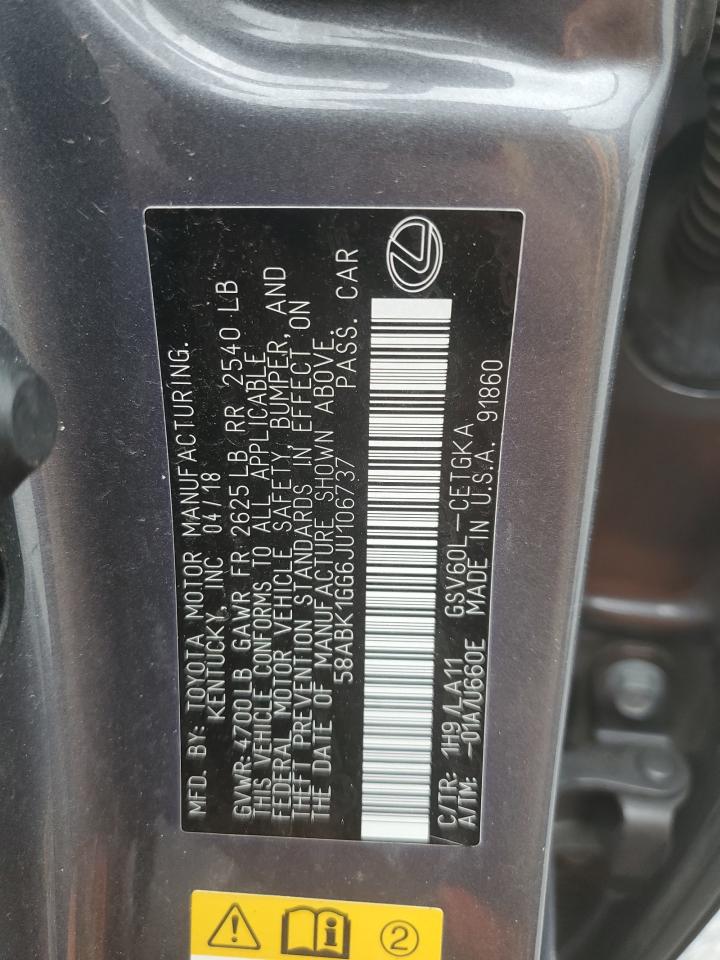 MFD. BY: TOYOTA MOTOR MANUFACTURING.
KENTUCKY, INC 04/18
GVWR: 4700LB GAWR FR 2625LB RR 2540 LB
THIS VEHICLE CONFORMS TO ALL APPLICABLE
FEDERAL MOTOR VEHICLE SAFETY, BUMPER, AND
THEFT PREVENTION STANDARDS IN EFFECT ON
THE DATE OF MANUFACTURE SHOWN ABOVE.
58ABK1GG6JU106737 PASS. CAR
C/TR: 1H9/LA11 GSV60L-CETGKA
A/TM: -01A/U660E MADE IN U.S.A. 91860
2